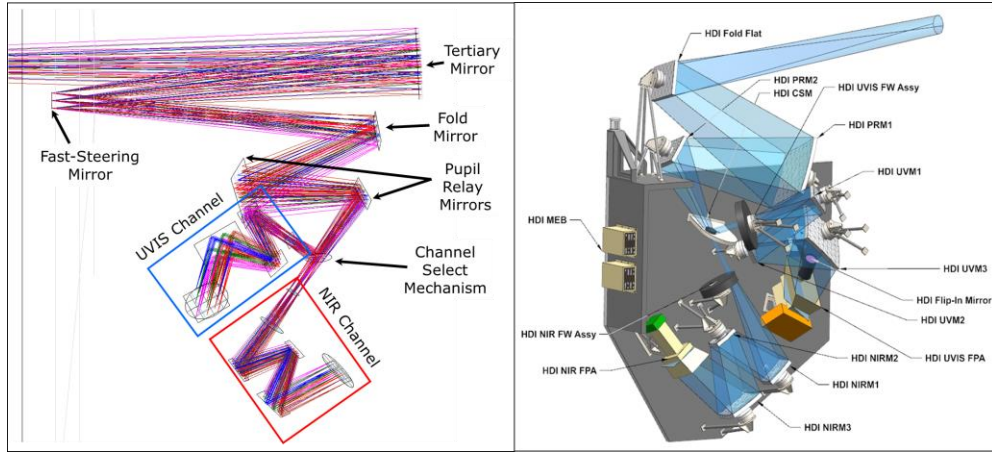 Tertiary
Mirror
Fold
Mirror
Fast-Steering
Mirror
Pupil
Relay
Mirrors
UVIS Channel
Channel
Select
Mechanism
NIR Channel
HDI Fold Flat
HDI PRM2
HDI CSM
HDI UVIS FW Assy
HDI PRM1
HDI UVM1
HDI MEB
HDI UVM3
HDI Flip-In Mirror
HDI UVM2
HDI NIR FW Assy
HDI UVIS FPA
HDI NIR FPA
HDI NIRM2
HDI NIRM1
HDI NIRM3